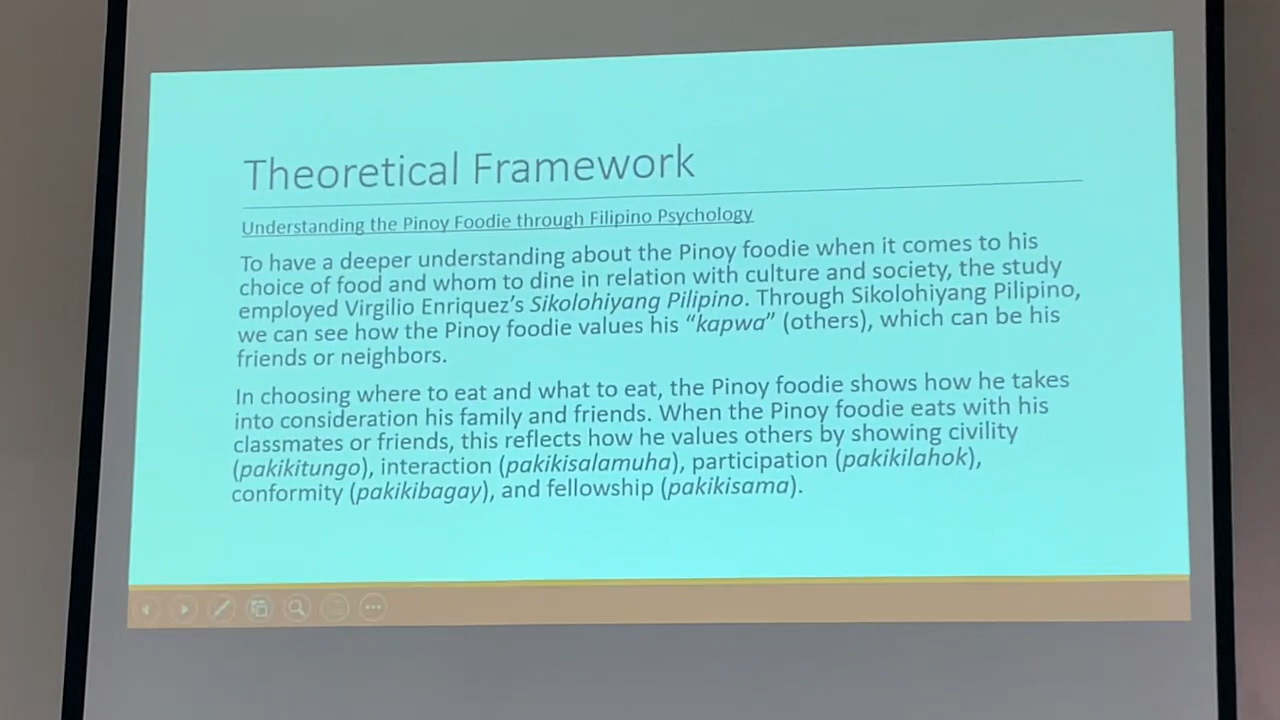 Theoretical Framework
Understanding the Pinoy Foodie through Filipino Psychology
To have a deeper understanding about the Pinoy foodie when it comes to his
choice of food and whom to dine in relation with culture and society, the study
employed Virgilio Enriquez's Sikolohiyang Pilipino. Through Sikolohiyang Pilipino,
we can see how the Pinoy foodie values his "kapwa" (others), which can be his
friends or neighbors.
In choosing where to eat and what to eat, the Pinoy foodie shows how he takes
into consideration his family and friends. When the Pinoy foodie eats with his
classmates or friends, this reflects how he values others by showing civility
(pakikitungo), interaction (pakikisalamuha), participation (pakikilahok),
conformity (pakikibagay), and fellowship (pakikisama).